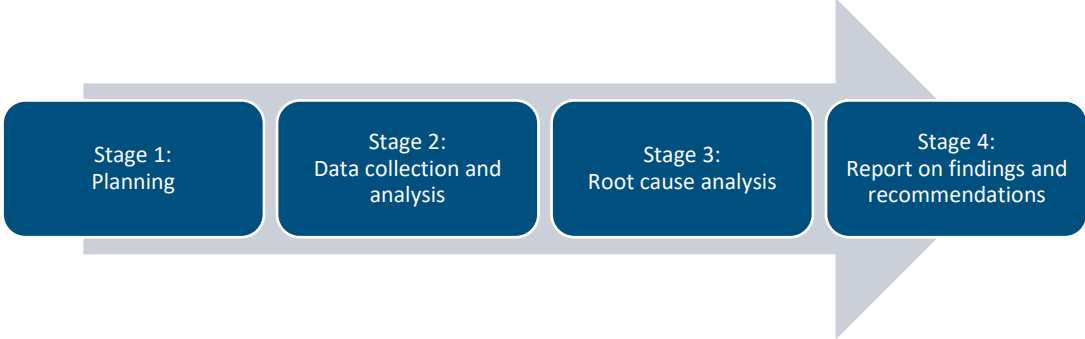 Stage 1:
Planning
Stage 2:
Data collection and
analysis
Stage 3:
Root cause analysis
Stage 4:
Report on findings and
recommendations